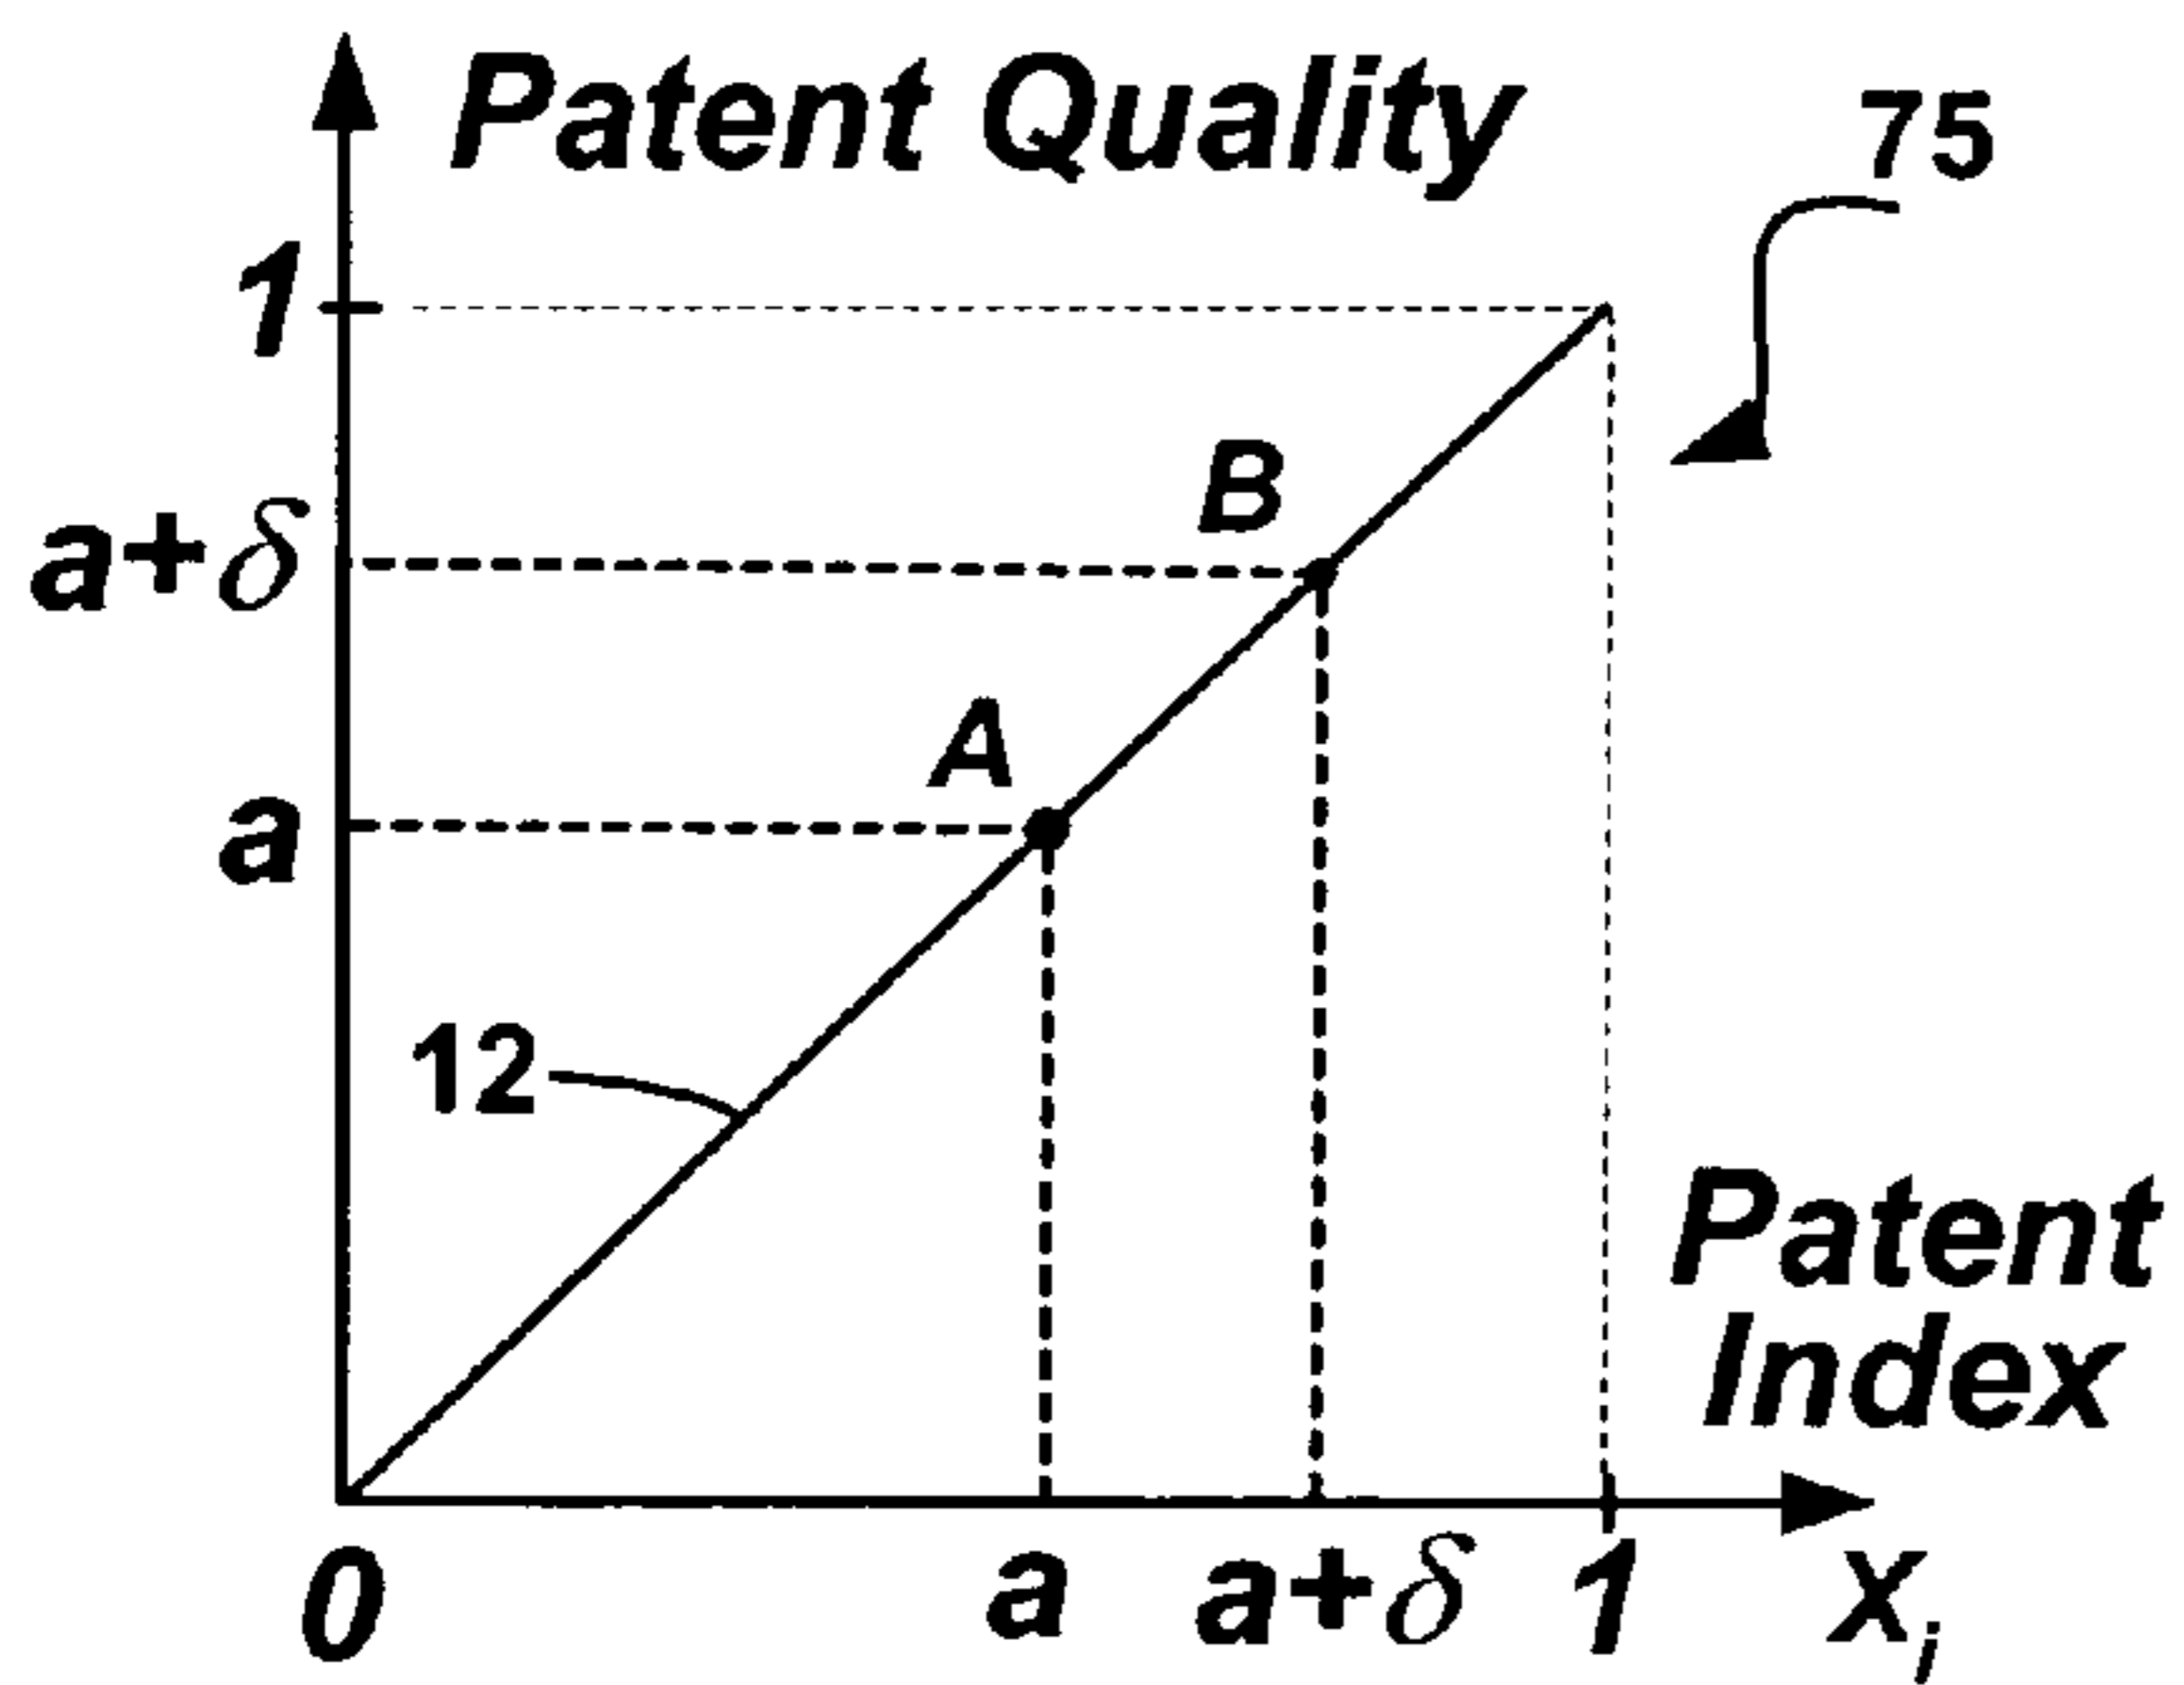 Patent Quality
75
1
a+δ
B
A
a
12
Patent
Index
0
a
a+δ
1
xi